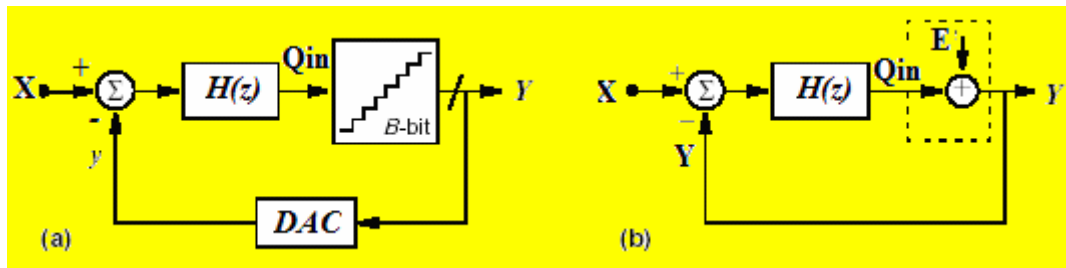 X
+
-
Σ
H(z)
Qin
B-bit
Y
y
DAC
(a)
X
+
−
Σ
H(z)
Qin
E
+
Y
Y
(b)